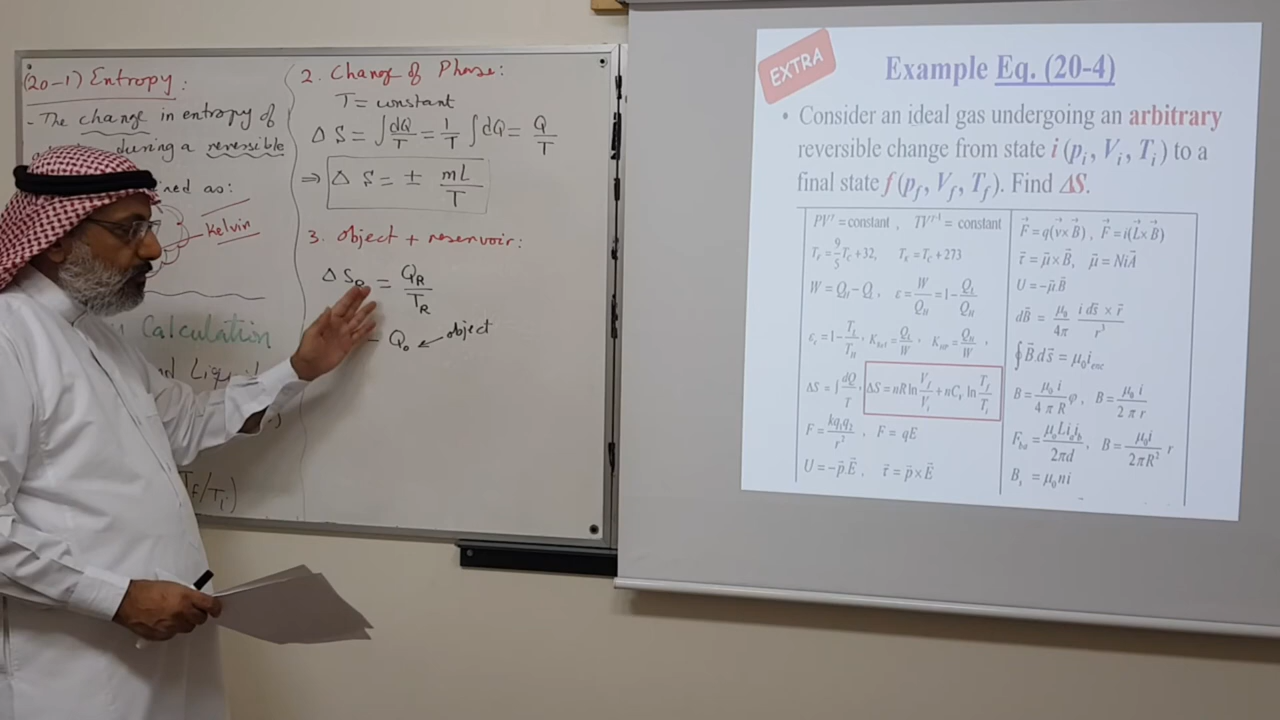 (20-1) Entropy:
- The change in entropy of
during a reversible
ined as:
Kelvin
Calculation
and Liquid
T_F/T_i)
2. Change of Phase:
T = constant
Δ S = ∫ dQ/T = 1/T ∫ dQ = Q/T
⇒ Δ S = ± mL/T
3. Object + reservoir:
Δ S_R = Q_R/T_R
- Q_o ← object
EXTRA
Example Eq. (20-4)
• Consider an ideal gas undergoing an arbitrary
reversible change from state i (p_i, V_i, T_i) to a
final state f (p_f, V_f, T_f). Find ΔS.
PV^γ = constant , TV^γ-1 = constant
T_F = 9/5 T_C + 32, T_K = T_C + 273
W = Q_H − Q_L , ε = W/Q_H = 1 − Q_L/Q_H
ε_c = 1 − T_L/T_H , K_Ref = Q_L/W , K_HP = Q_H/W ,
ΔS = ∫ dQ/T , ΔS = nR ln V_f/V_i + nC_V ln T_f/T_i
F = kq_1q_2/r^2 , F = qE
U = −p⃗.E⃗ , τ⃗ = p⃗ × E⃗
F⃗ = q(v⃗ × B⃗) , F⃗ = i(L⃗ × B⃗)
τ⃗ = μ⃗ × B⃗, μ⃗ = NiA⃗
U = −μ⃗.B⃗
dB⃗ = μ_0/4π i ds⃗ × r⃗/r^3
∮ B⃗.ds⃗ = μ_0 i_enc
B = μ_0 i/4πR φ , B = μ_0 i/2πr
F_ba = μ_0 L i_a i_b/2πd , B = μ_0 i/2πR^2 r
B_s = μ_0 ni